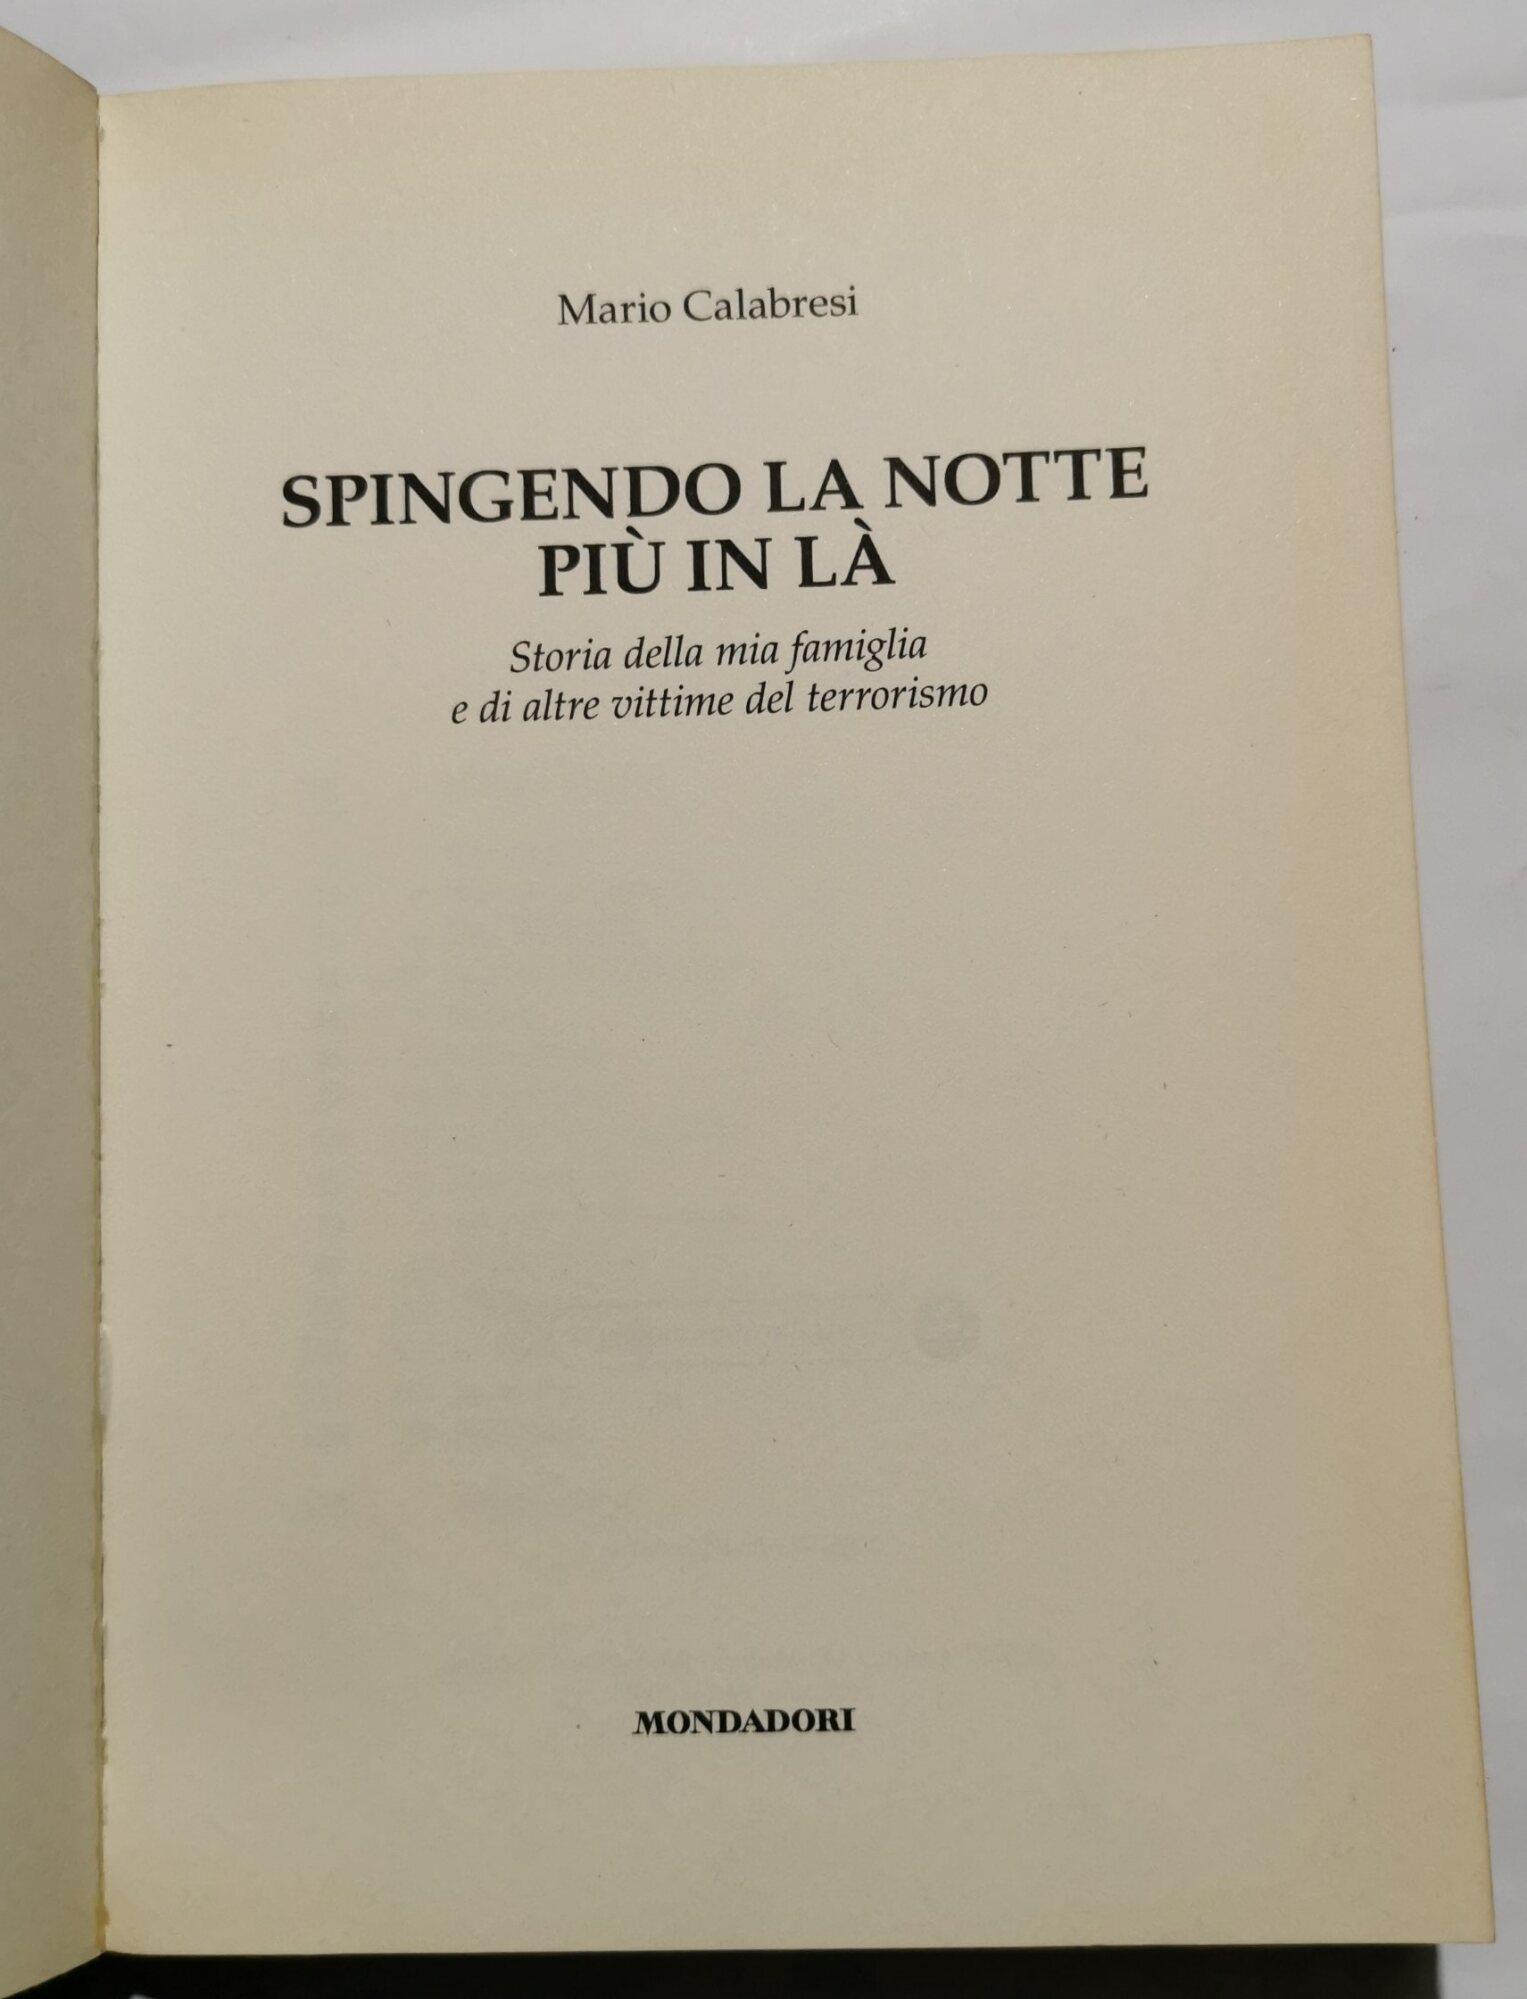 Mario Calabresi
SPINGENDO LA NOTTE
PIÙ IN LÀ
Storia della mia famiglia
e di altre vittime del terrorismo
MONDADORI